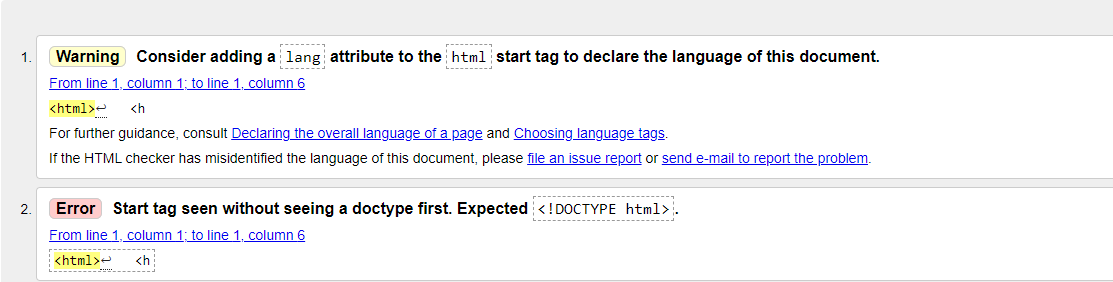 1. Warning Consider adding a lang attribute to the html start tag to declare the language of this document.
From line 1, column 1; to line 1, column 6
<html>↩ <h
For further guidance, consult Declaring the overall language of a page and Choosing language tags.
If the HTML checker has misidentified the language of this document, please file an issue report or send e-mail to report the problem.
2. Error Start tag seen without seeing a doctype first. Expected <!DOCTYPE html>.
From line 1, column 1; to line 1, column 6
<html>↩ <h